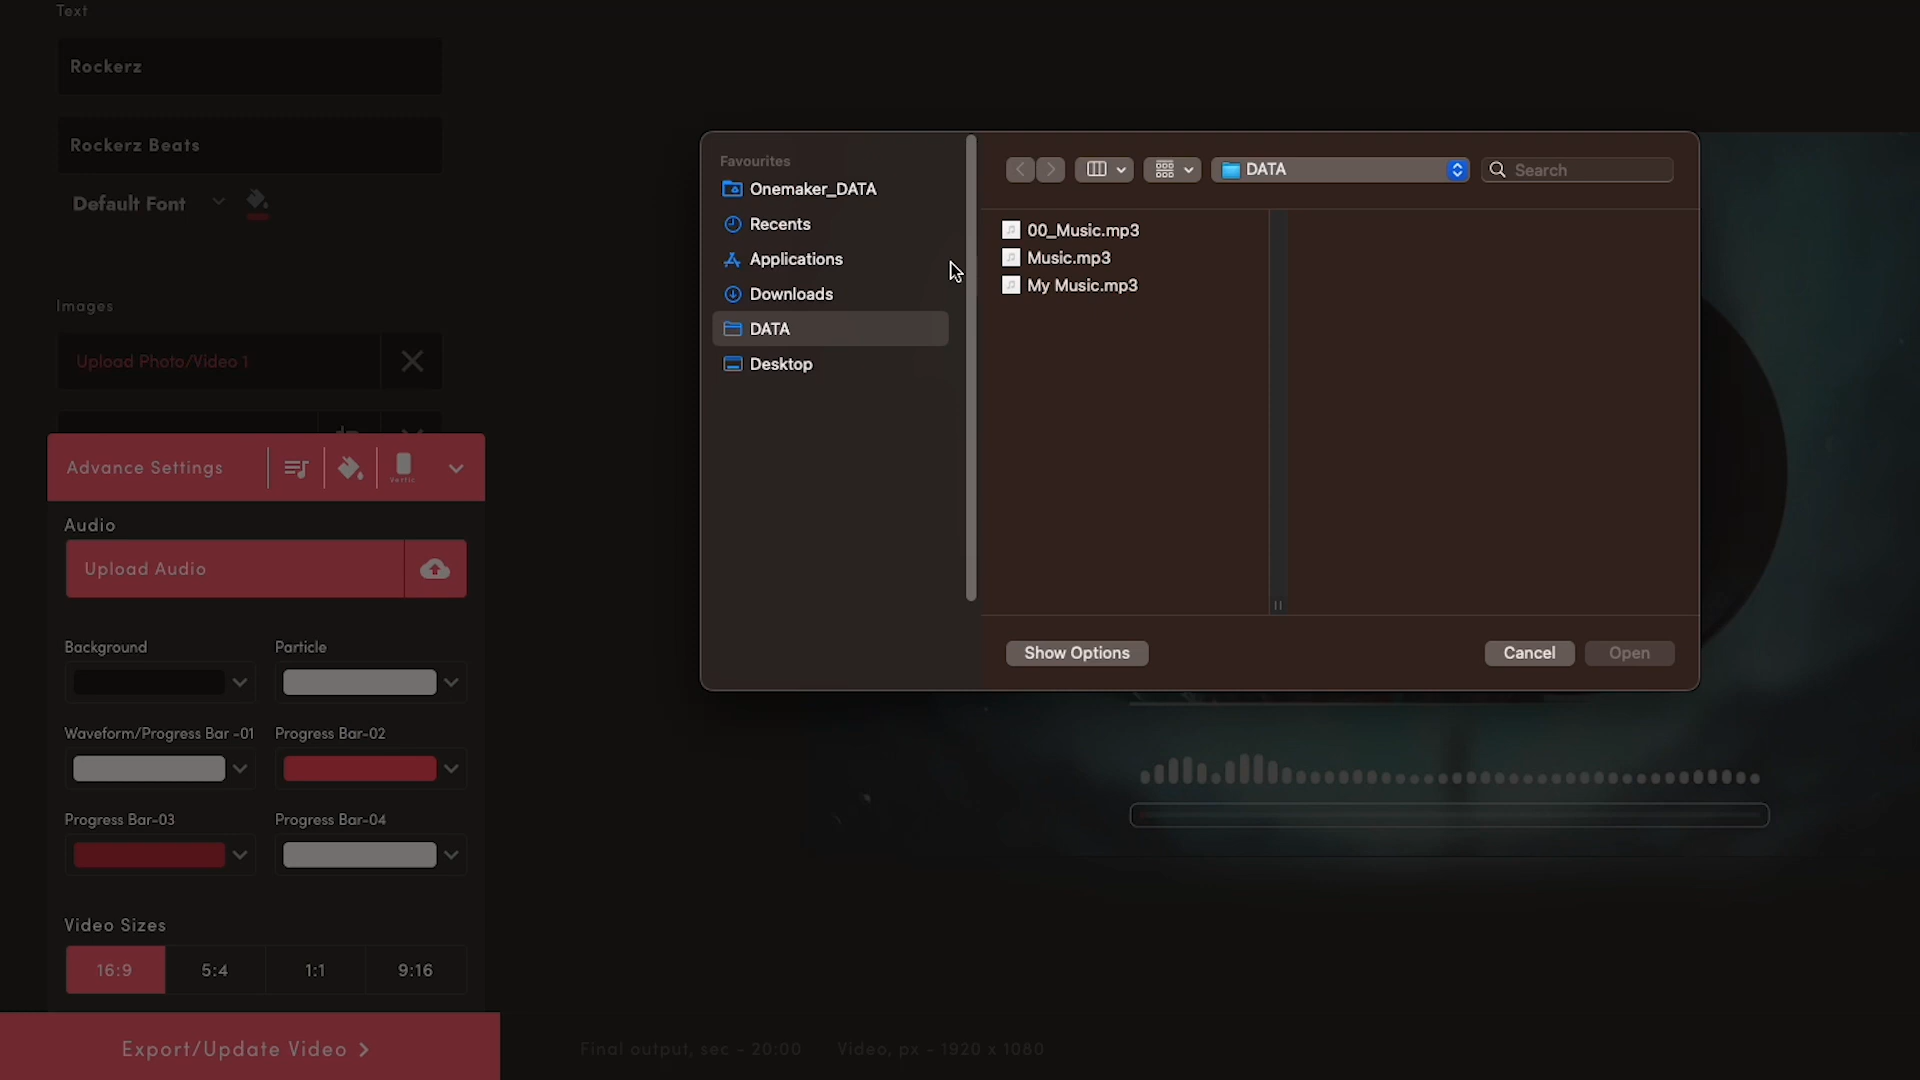 Text
Rockerz
Rockerz Beats
Default Font
Images
Upload Photo/Video 1
Advance Settings
Audio
Upload Audio
Background
Particle
Waveform/Progress Bar -01
Progress Bar-02
Progress Bar-03
Progress Bar-04
Video Sizes
16:9
5:4
1:1
9:16
Export/Update Video
Final output, sec - 20:00
Video, px - 1920 x 1080
Favourites
Onemaker_DATA
Recents
Applications
Downloads
DATA
Desktop
DATA
Search
00_Music.mp3
Music.mp3
My Music.mp3
Show Options
Cancel
Open